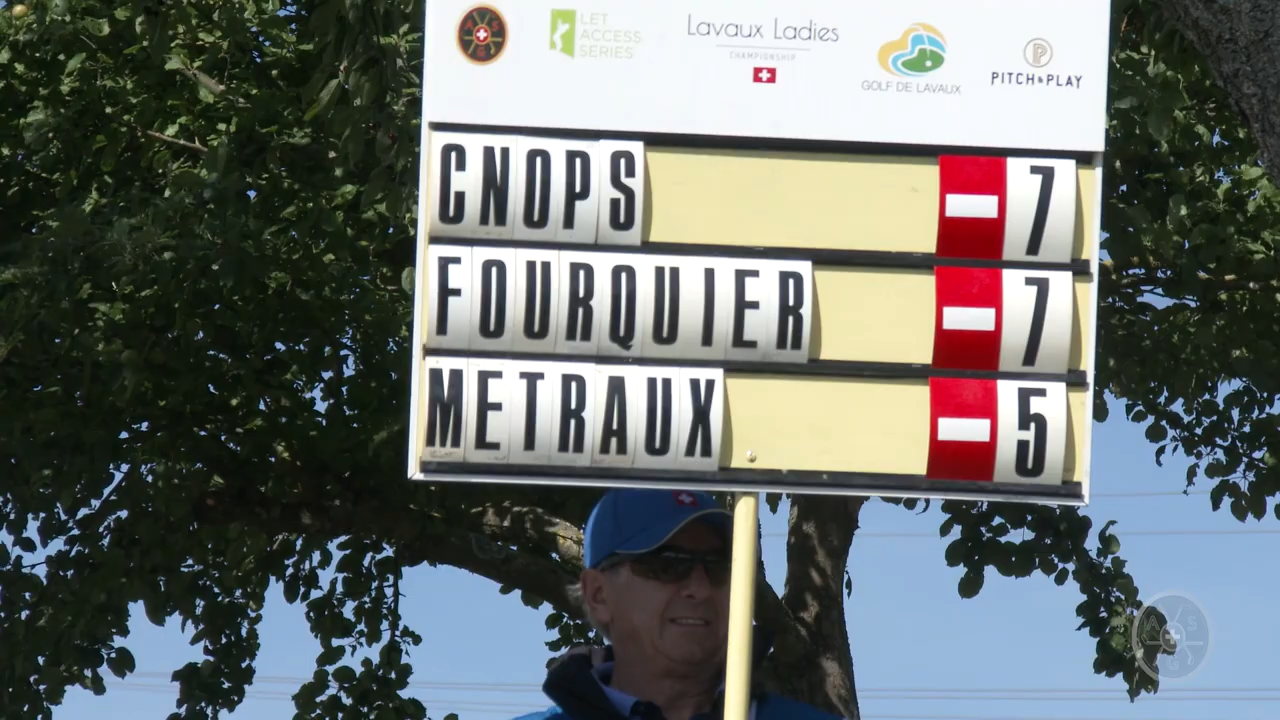 LET
ACCESS
SERIES
Lavaux Ladies
CHAMPIONSHIP
GOLF DE LAVAUX
PITCH & PLAY
CNOPS - 7
FOURQUIER - 7
METRAUX - 5